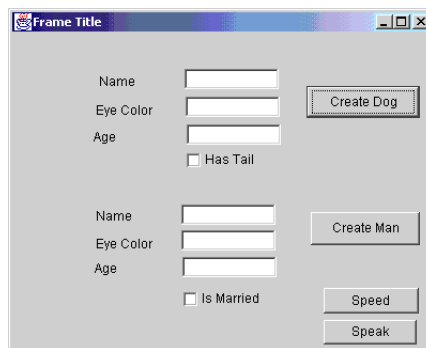 Frame Title
Name
Create Dog
Eye Color
Age
Has Tail
Name
Create Man
Eye Color
Age
Is Married
Speed
Speak